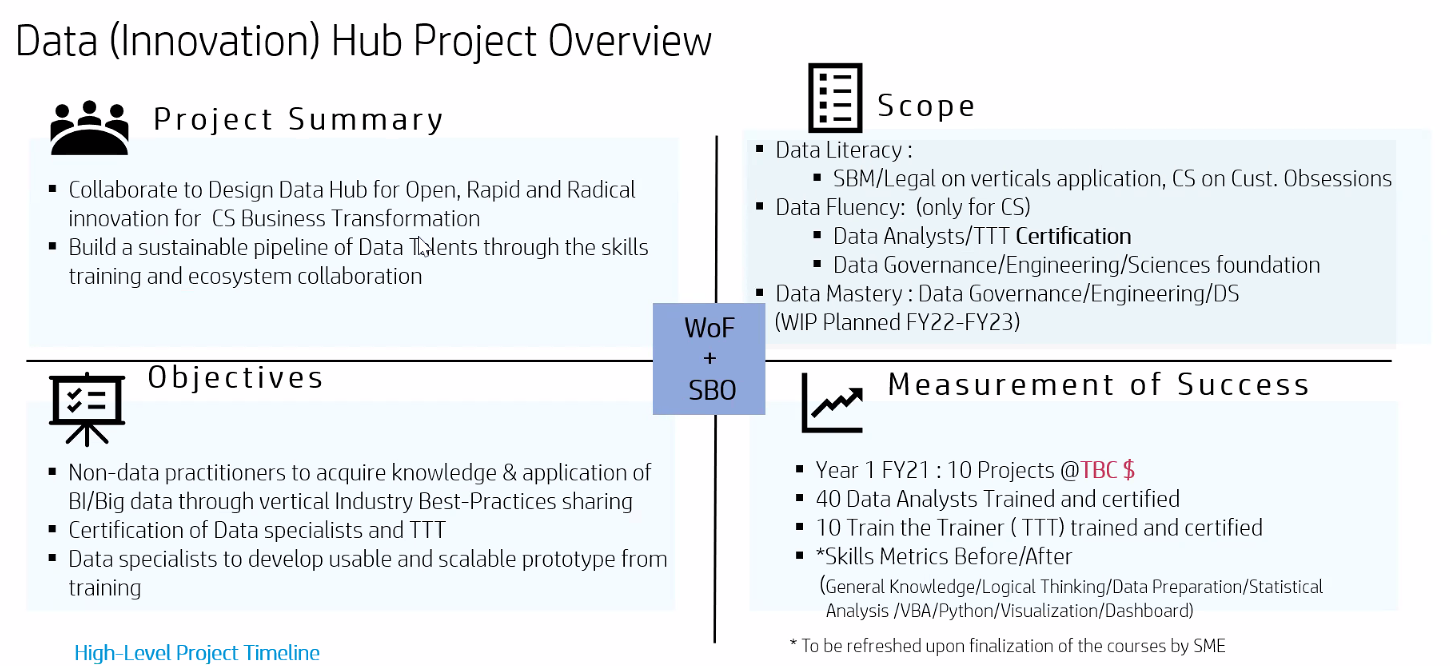 Data (Innovation) Hub Project Overview
Project Summary
▪ Collaborate to Design Data Hub for Open, Rapid and Radical
innovation for CS Business Transformation
▪ Build a sustainable pipeline of Data Talents through the skills
training and ecosystem collaboration
Scope
▪ Data Literacy :
▪ SBM/Legal on verticals application, CS on Cust. Obsessions
▪ Data Fluency: (only for CS)
▪ Data Analysts/TTT Certification
▪ Data Governance/Engineering/Sciences foundation
▪ Data Mastery : Data Governance/Engineering/DS
(WIP Planned FY22-FY23)
WoF
+
SBO
Objectives
▪ Non-data practitioners to acquire knowledge & application of
BI/Big data through vertical Industry Best-Practices sharing
▪ Certification of Data specialists and TTT
▪ Data specialists to develop usable and scalable prototype from
training
Measurement of Success
▪ Year 1 FY21 : 10 Projects @TBC $
▪ 40 Data Analysts Trained and certified
▪ 10 Train the Trainer ( TTT) trained and certified
▪ *Skills Metrics Before/After
(General Knowledge/Logical Thinking/Data Preparation/Statistical
Analysis /VBA/Python/Visualization/Dashboard)
* To be refreshed upon finalization of the courses by SME
High-Level Project Timeline